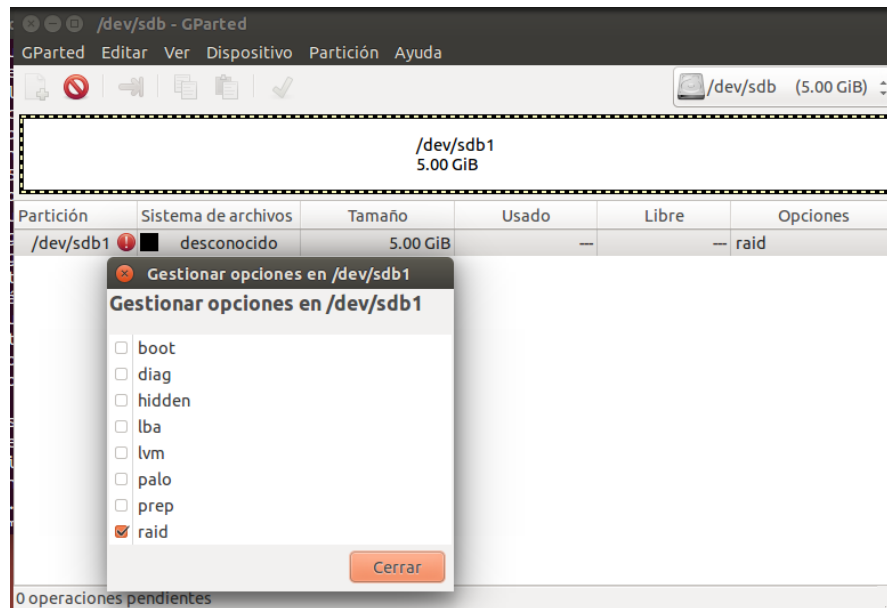 /dev/sdb - GParted
GParted Editar Ver Dispositivo Partición Ayuda
/dev/sdb (5.00 GiB)
/dev/sdb1
5.00 GiB
Partición Sistema de archivos Tamaño Usado Libre Opciones
/dev/sdb1 desconocido 5.00 GiB --- --- raid
Gestionar opciones en /dev/sdb1
Gestionar opciones en /dev/sdb1
boot
diag
hidden
lba
lvm
palo
prep
raid
Cerrar
0 operaciones pendientes